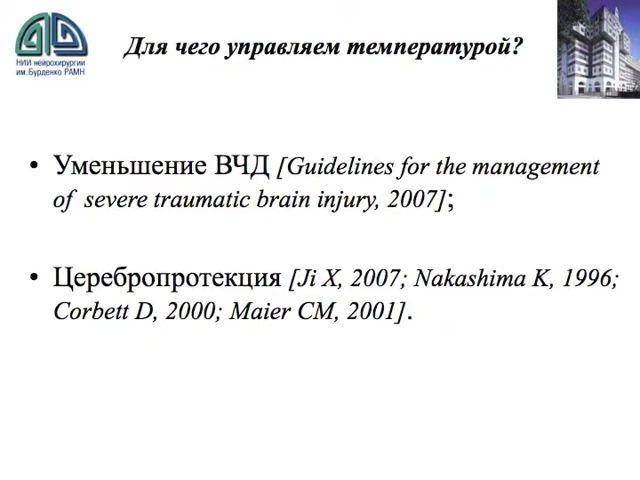 НИИ нейрохирургии
им.Бурденко РАМН
Для чего управляем температурой?
• Уменьшение ВЧД [Guidelines for the management
of severe traumatic brain injury, 2007];
• Церебропротекция [Ji X, 2007; Nakashima K, 1996;
Corbett D, 2000; Maier CM, 2001].